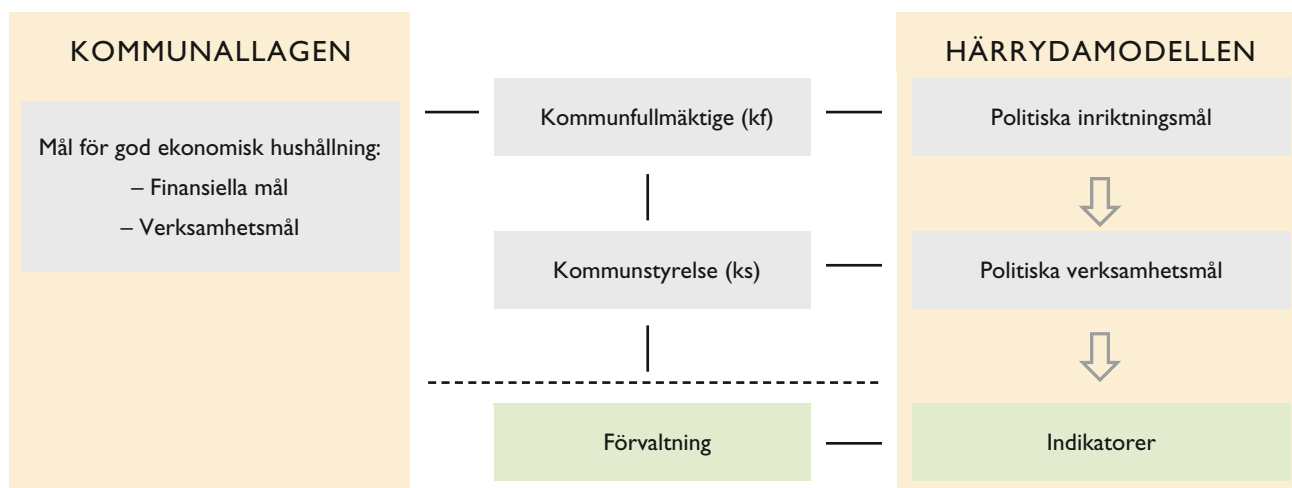 KOMMUNALLAGEN
Mål för god ekonomisk hushållning:
– Finansiella mål
– Verksamhetsmål
Kommunfullmäktige (kf)
Kommunstyrelse (ks)
Förvaltning
HÄRRYDAMODELLEN
Politiska inriktningsmål
Politiska verksamhetsmål
Indikatorer